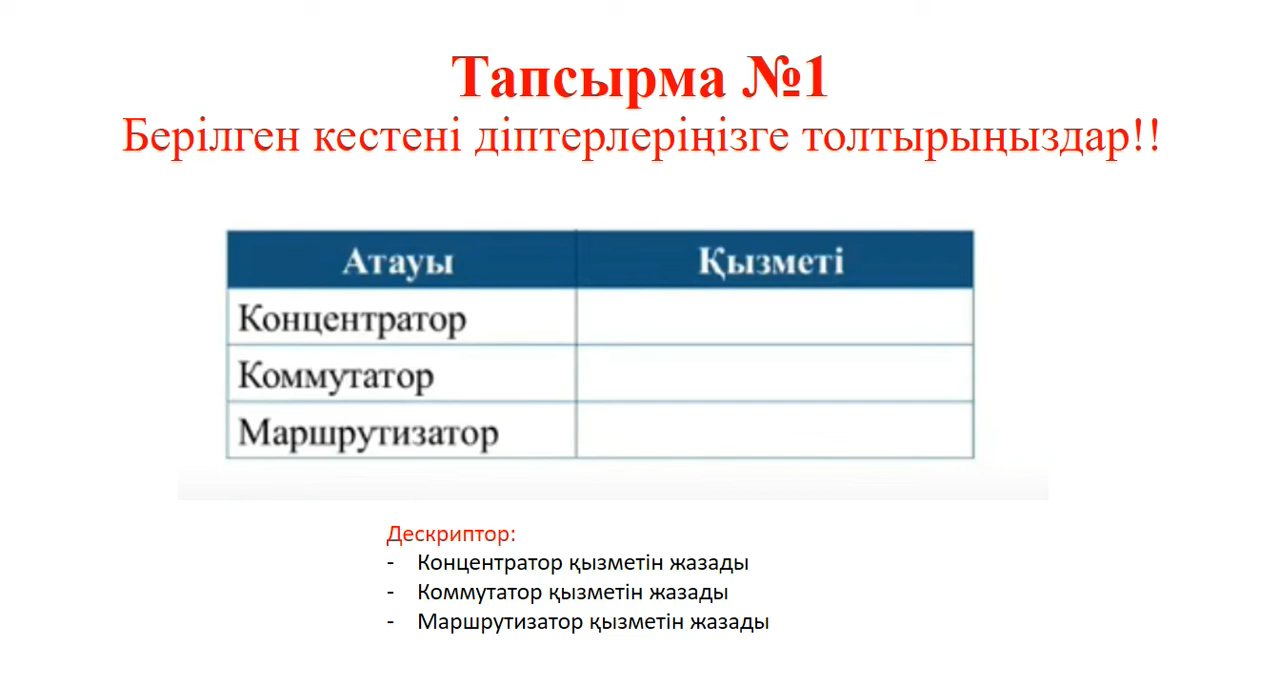 Тапсырма №1
Берілген кестені діптерлеріңізге толтырыңыздар!!
Атауы Қызметі
Концентратор
Коммутатор
Маршрутизатор
Дескриптор:
- Концентратор қызметін жазады
- Коммутатор қызметін жазады
- Маршрутизатор қызметін жазады